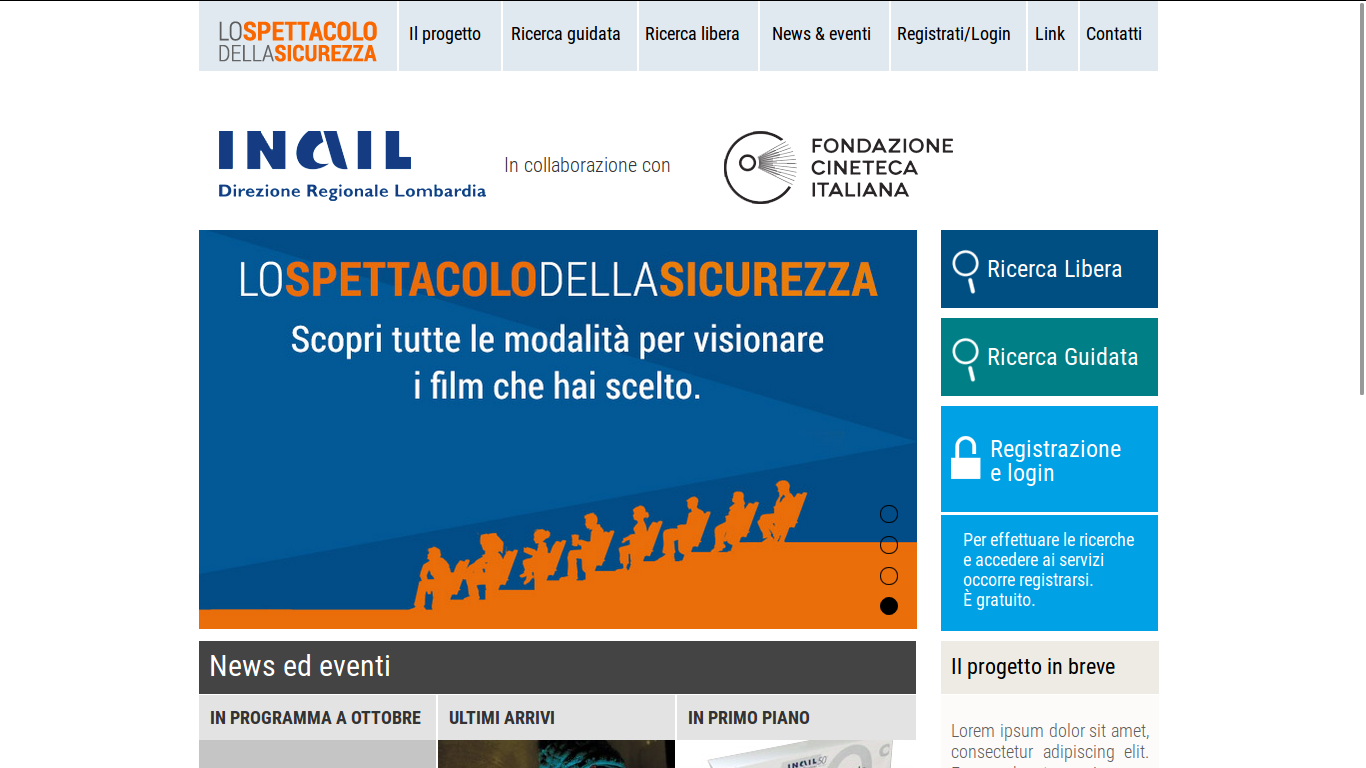 LOSPETTACOLO
DELLASICUREZZA
Il progetto
Ricerca guidata
Ricerca libera
News & eventi
Registrati/Login
Link
Contatti
INAIL
Direzione Regionale Lombardia
In collaborazione con
FONDAZIONE
CINETECA
ITALIANA
LOSPETTACOLODELLASICUREZZA
Scopri tutte le modalità per visionare
i film che hai scelto.
Ricerca Libera
Ricerca Guidata
Registrazione
e login
Per effettuare le ricerche
e accedere ai servizi
occorre registrarsi.
È gratuito.
News ed eventi
IN PROGRAMMA A OTTOBRE
ULTIMI ARRIVI
IN PRIMO PIANO
INAIL
Il progetto in breve
Lorem ipsum dolor sit amet,
consectetur adipiscing elit.